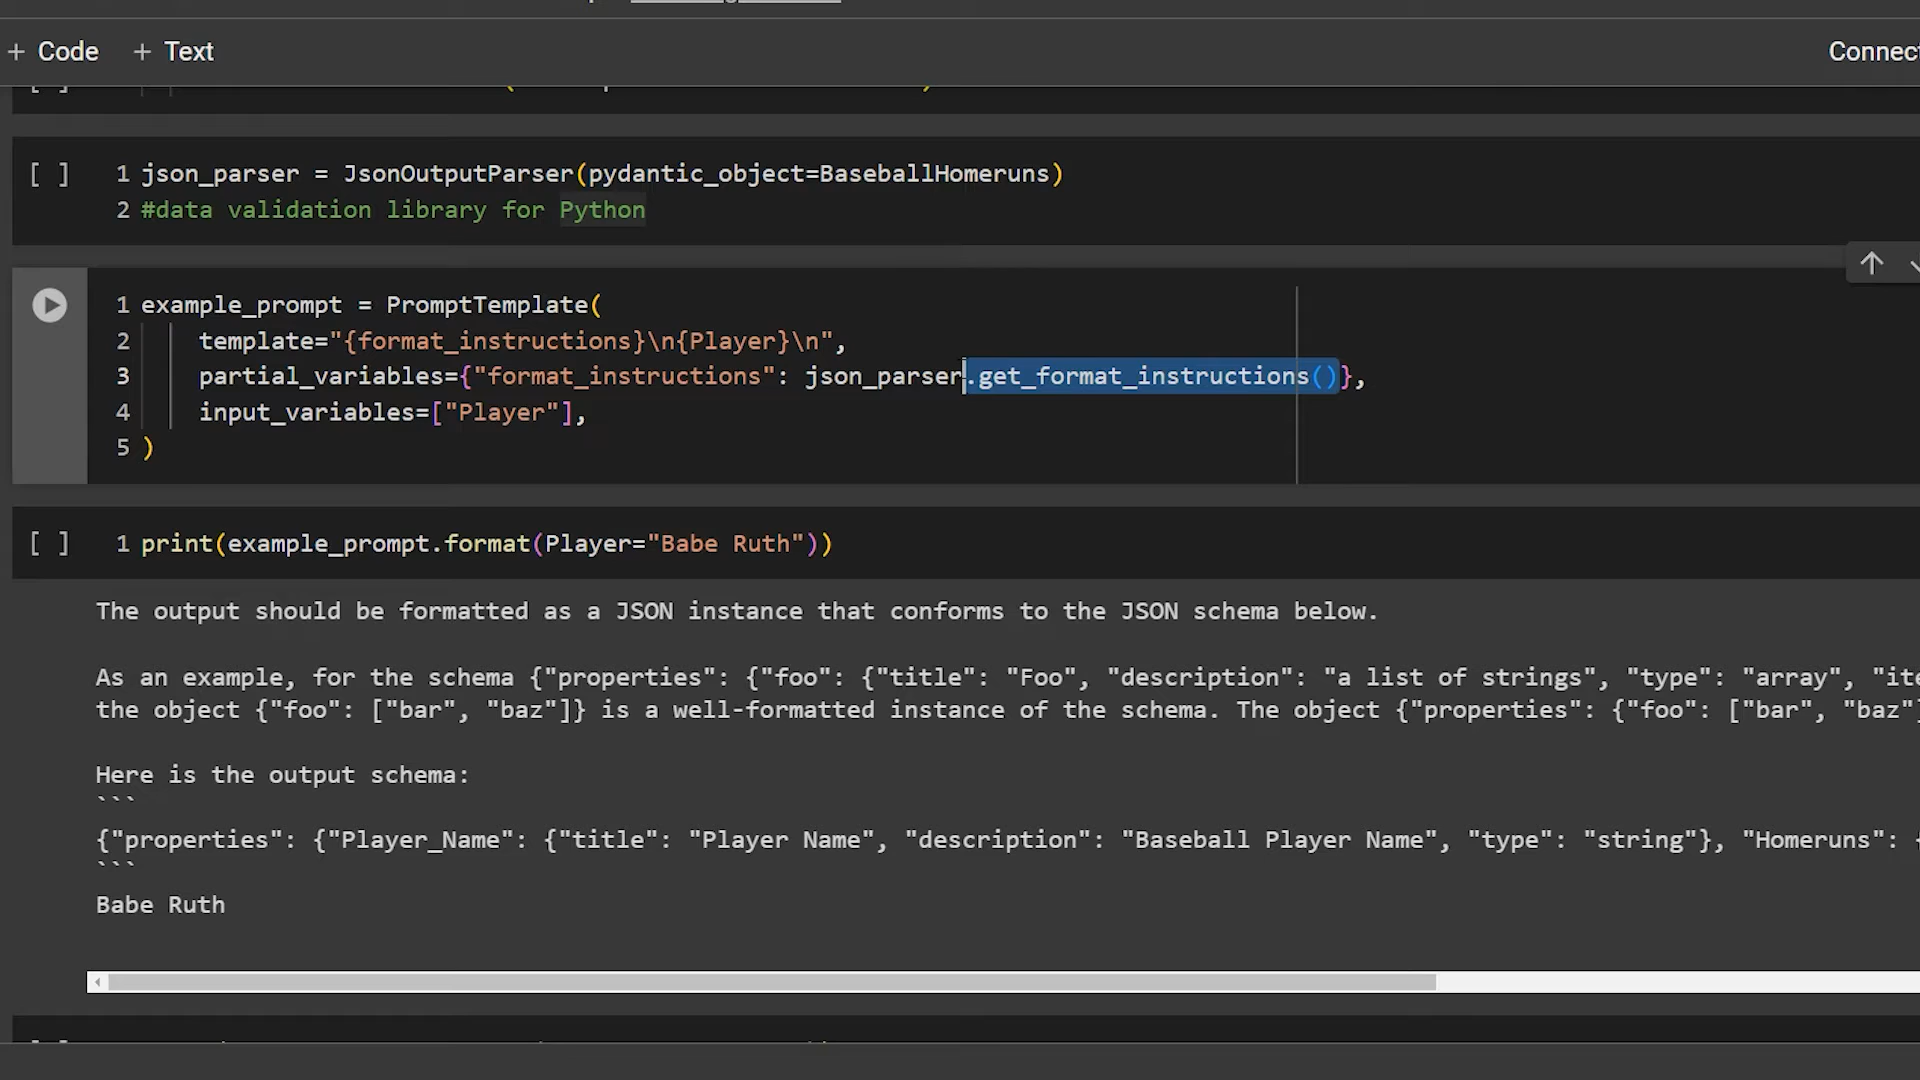 + Code + Text
Connect
[ ] 1 json_parser = JsonOutputParser(pydantic_object=BaseballHomeruns)
2 #data validation library for Python
1 example_prompt = PromptTemplate(
2 template="{format_instructions}\n{Player}\n",
3 partial_variables={"format_instructions": json_parser.get_format_instructions()},
4 input_variables=["Player"],
5 )
[ ] 1 print(example_prompt.format(Player="Babe Ruth"))
The output should be formatted as a JSON instance that conforms to the JSON schema below.
As an example, for the schema {"properties": {"foo": {"title": "Foo", "description": "a list of strings", "type": "array", "ite
the object {"foo": ["bar", "baz"]} is a well-formatted instance of the schema. The object {"properties": {"foo": ["bar", "baz"]
Here is the output schema:
```
{"properties": {"Player_Name": {"title": "Player Name", "description": "Baseball Player Name", "type": "string"}, "Homeruns": {
```
Babe Ruth